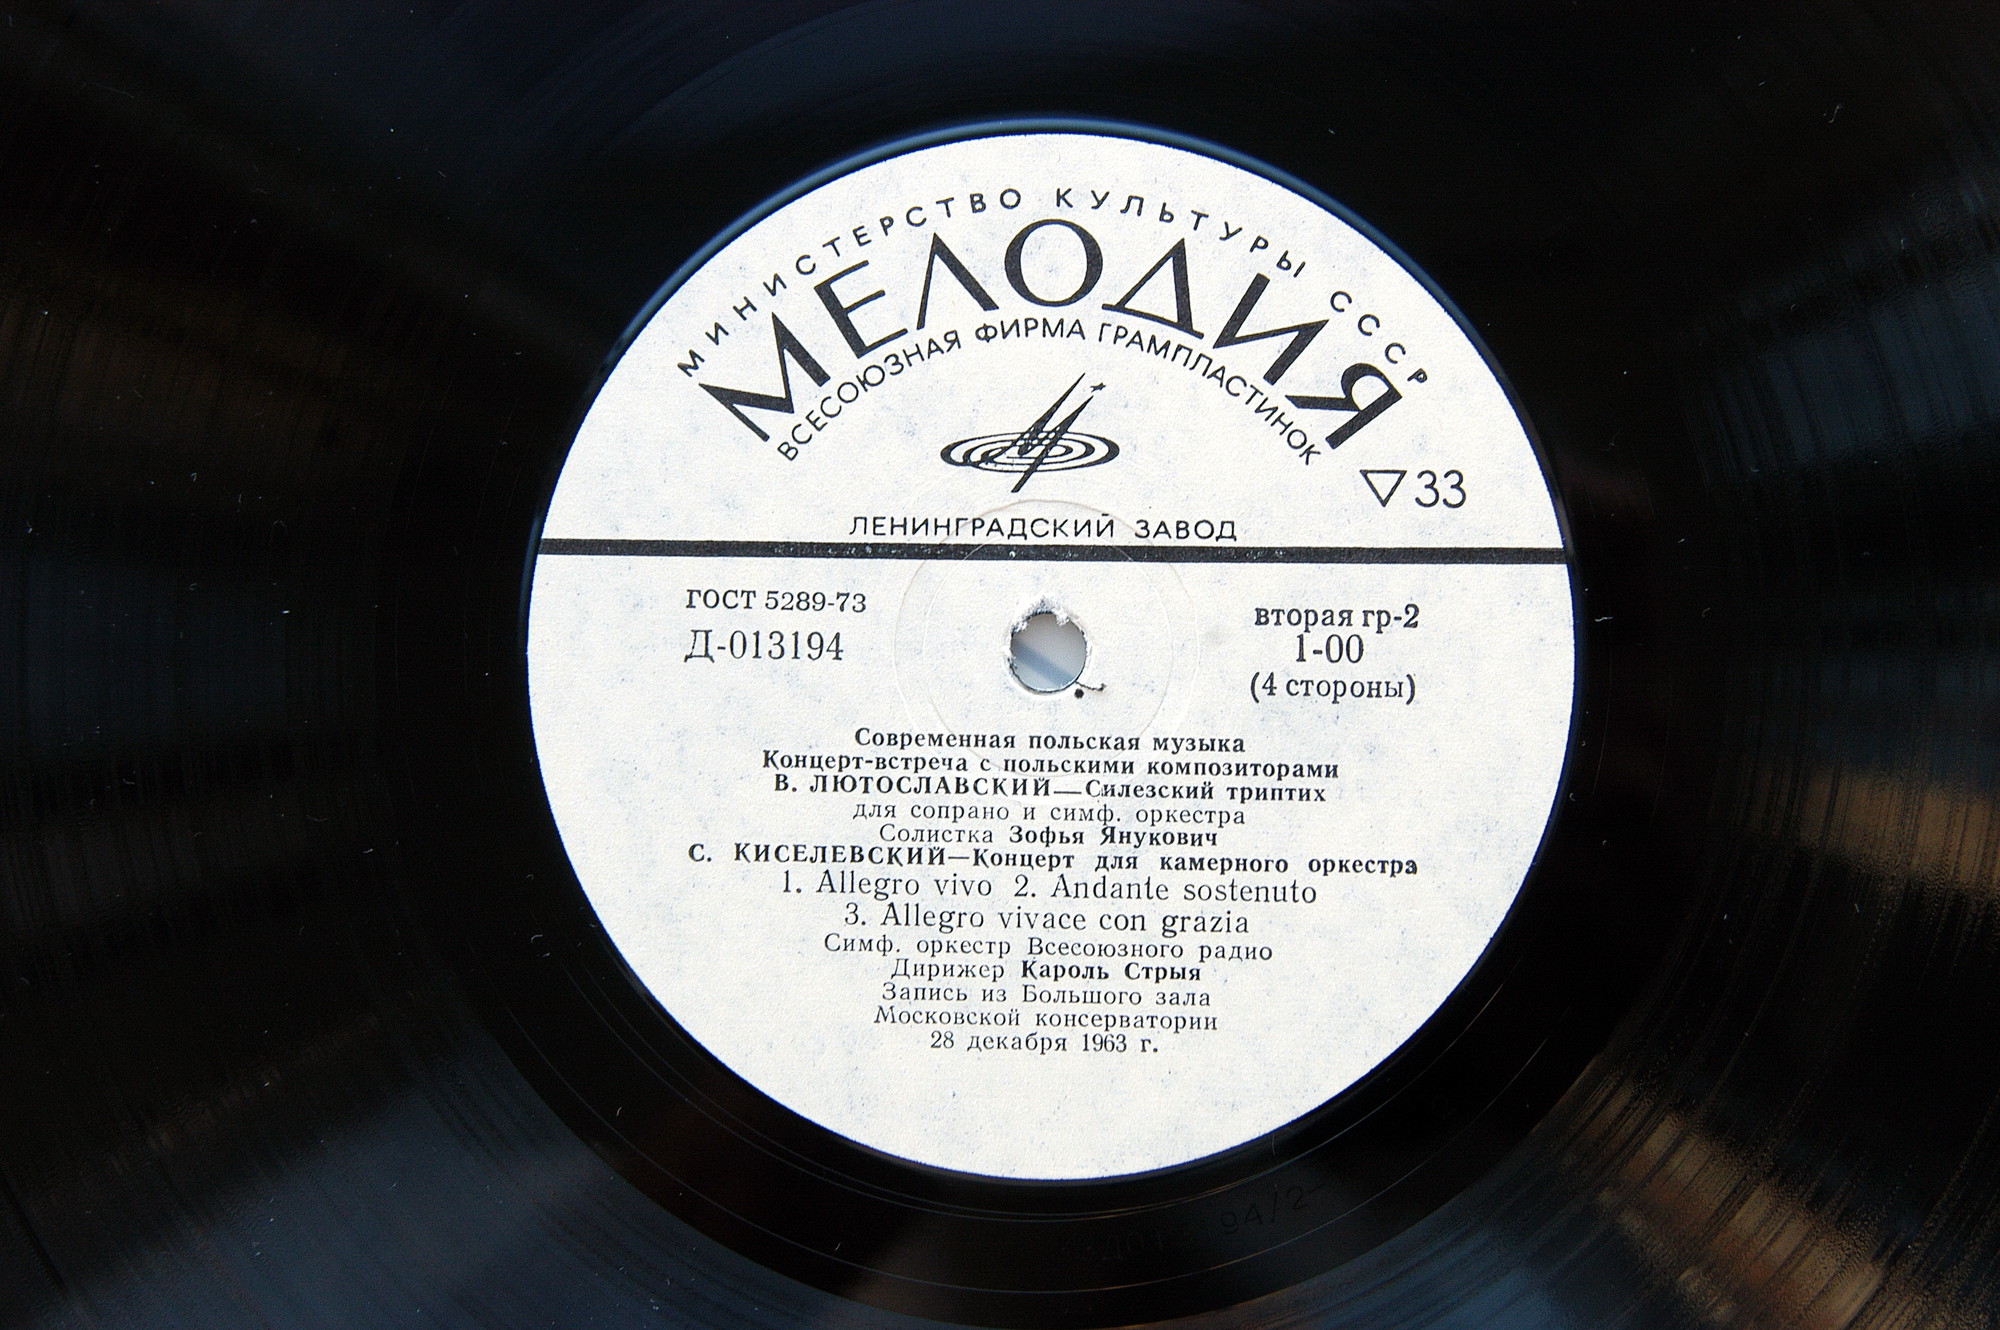 МИНИСТЕРСТВО КУЛЬТУРЫ СССР
МЕЛОДИЯ
ВСЕСОЮЗНАЯ ФИРМА ГРАМПЛАСТИНОК
33
ЛЕНИНГРАДСКИЙ ЗАВОД
ГОСТ 5289-73
Д-013194
вторая гр-2
1-00
(4 стороны)
Современная польская музыка
Концерт-встреча с польскими композиторами
В. ЛЮТОСЛАВСКИЙ—Силезский триптих
для сопрано и симф. оркестра
Солистка Зофья Янукович
С. КИСЕЛЕВСКИЙ—Концерт для камерного оркестра
1. Allegro vivo 2. Andante sostenuto
3. Allegro vivace con grazia
Симф. оркестр Всесоюзного радио
Дирижер Кароль Стрыя
Запись из Большого зала
Московской консерватории
28 декабря 1963 г.